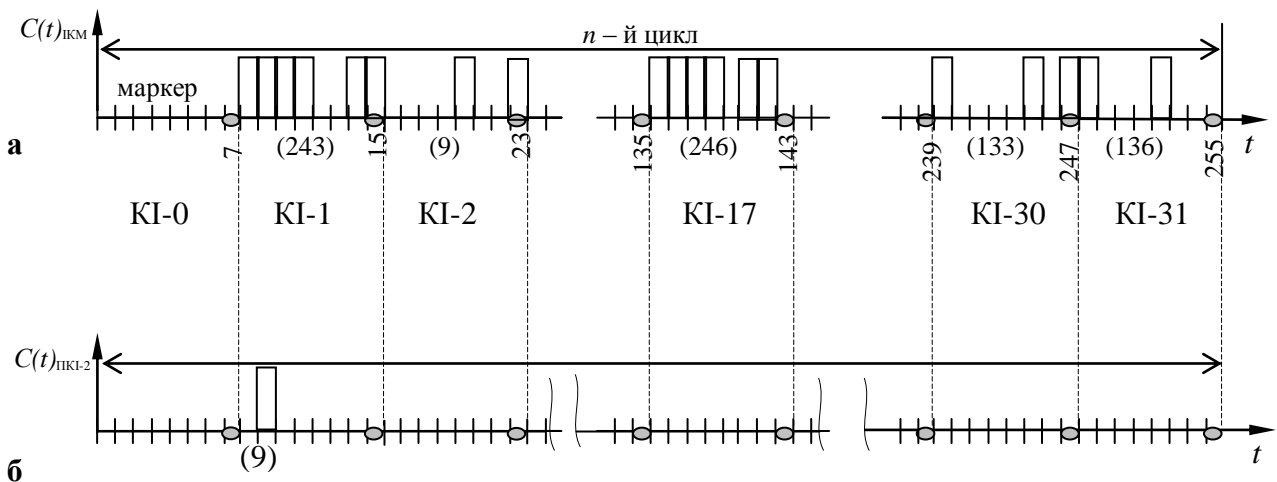 C(t)ІКМ
n – й цикл
маркер
а
7
(243)
15
(9)
23
135
(246)
143
239
(133)
247
(136)
255
t
КІ-0
КІ-1
КІ-2
КІ-17
КІ-30
КІ-31
C(t)ПКІ-2
(9)
t
б